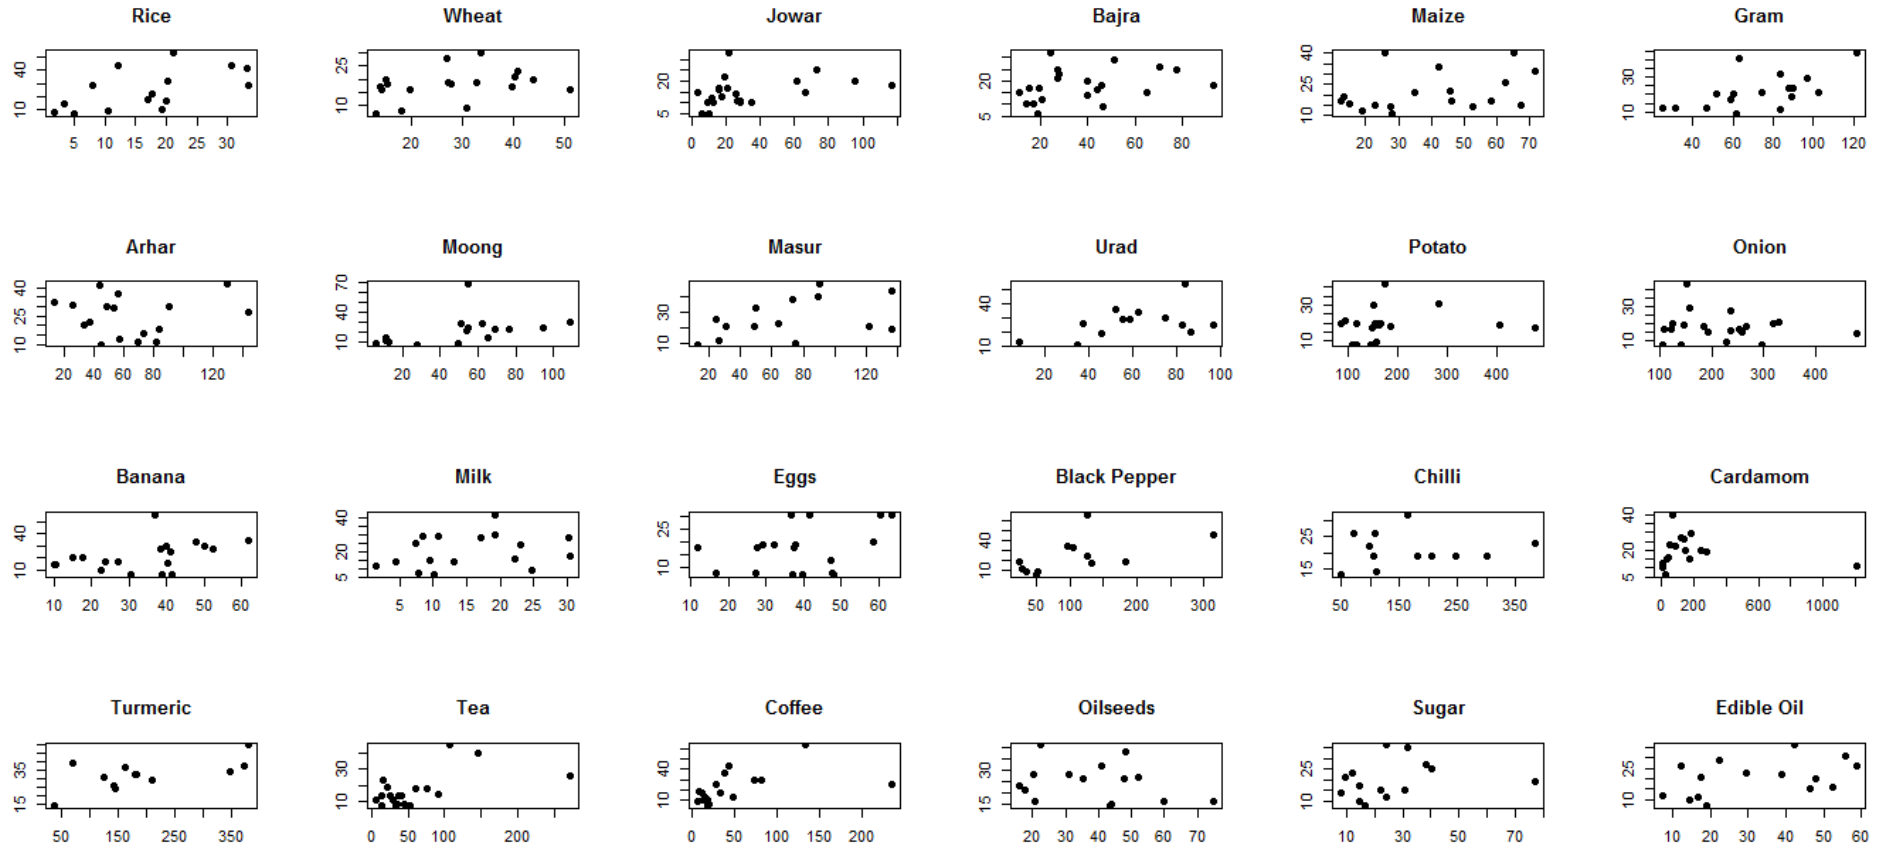 Rice Wheat Jowar Bajra Maize Gram
10 40 10 25 5 20 5 20 10 25 40 10 30
5 10 15 20 25 30 20 30 40 50 0 20 40 60 80 100 20 40 60 80 20 30 40 50 60 70 40 60 80 100 120
Arhar Moong Masur Urad Potato Onion
10 25 40 10 40 70 10 30 10 40 10 30 10 30
20 40 60 80 120 20 40 60 80 100 20 40 60 80 120 20 40 60 80 100 100 200 300 400 100 200 300 400
Banana Milk Eggs Black Pepper Chilli Cardamom
10 40 5 20 40 10 25 10 40 15 25 5 20 40
10 20 30 40 50 60 5 10 15 20 25 30 10 20 30 40 50 60 50 100 200 300 50 150 250 350 0 200 600 1000
Turmeric Tea Coffee Oilseeds Sugar Edible Oil
15 35 10 30 10 40 15 30 10 25 10 25
50 150 250 350 0 50 100 200 0 50 100 200 20 30 40 50 60 70 10 30 50 70 10 20 30 40 50 60